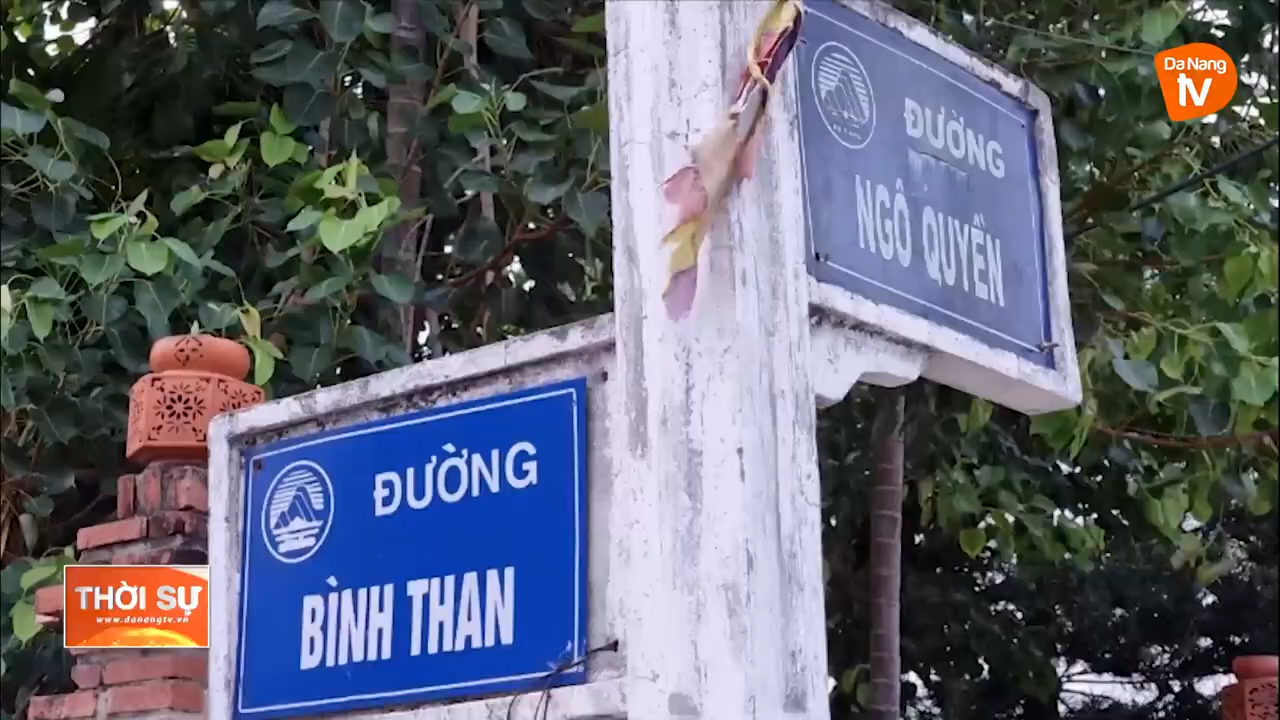 Da Nang
tv
ĐƯỜNG
NGÔ QUYỀN
ĐƯỜNG
BÌNH THAN
THỜI SỰ
www.danangtv.vn